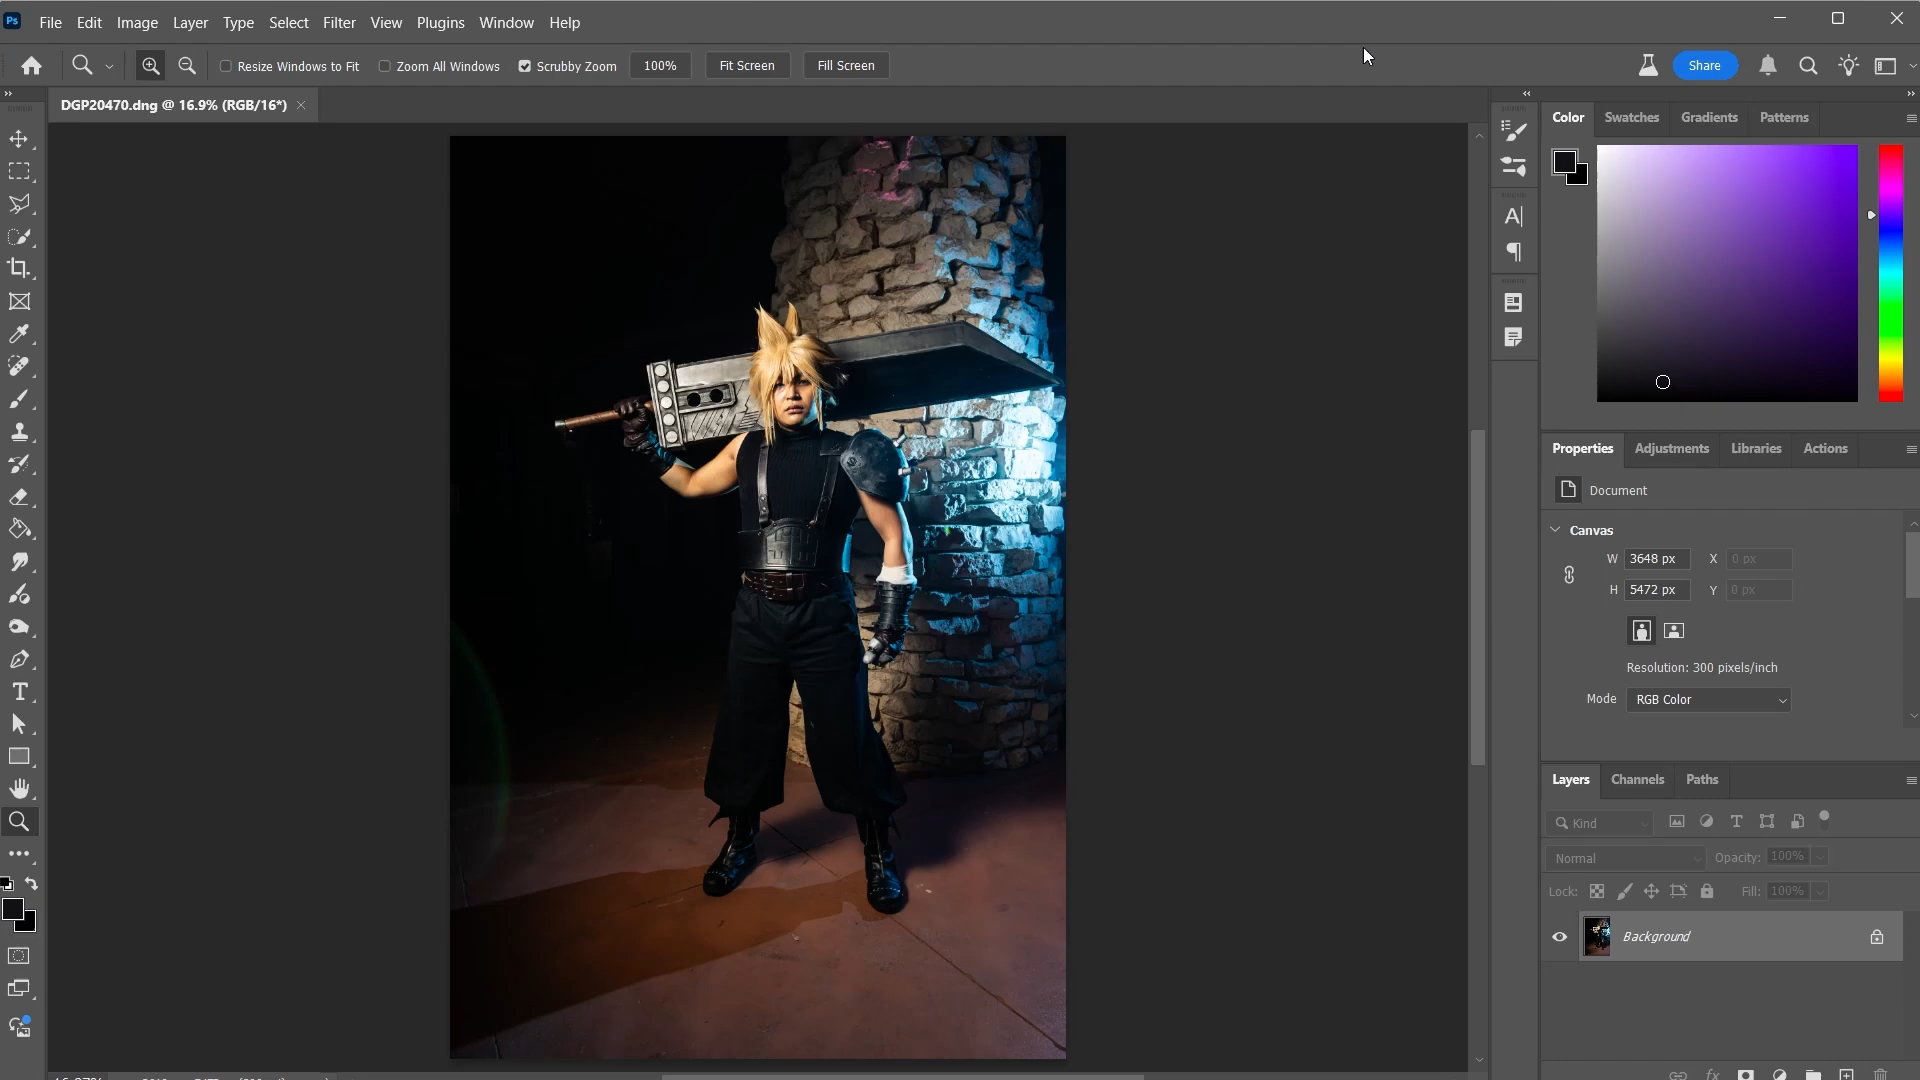 Ps File Edit Image Layer Type Select Filter View Plugins Window Help
Resize Windows to Fit Zoom All Windows Scrubby Zoom 100% Fit Screen Fill Screen Share
DGP20470.dng @ 16.9% (RGB/16*)
Color Swatches Gradients Patterns
Properties Adjustments Libraries Actions
Document
Canvas
W 3648 px X 0 px
H 5472 px Y 0 px
Resolution: 300 pixels/inch
Mode RGB Color
Layers Channels Paths
Kind
Normal Opacity: 100%
Lock: Fill: 100%
Background
fx